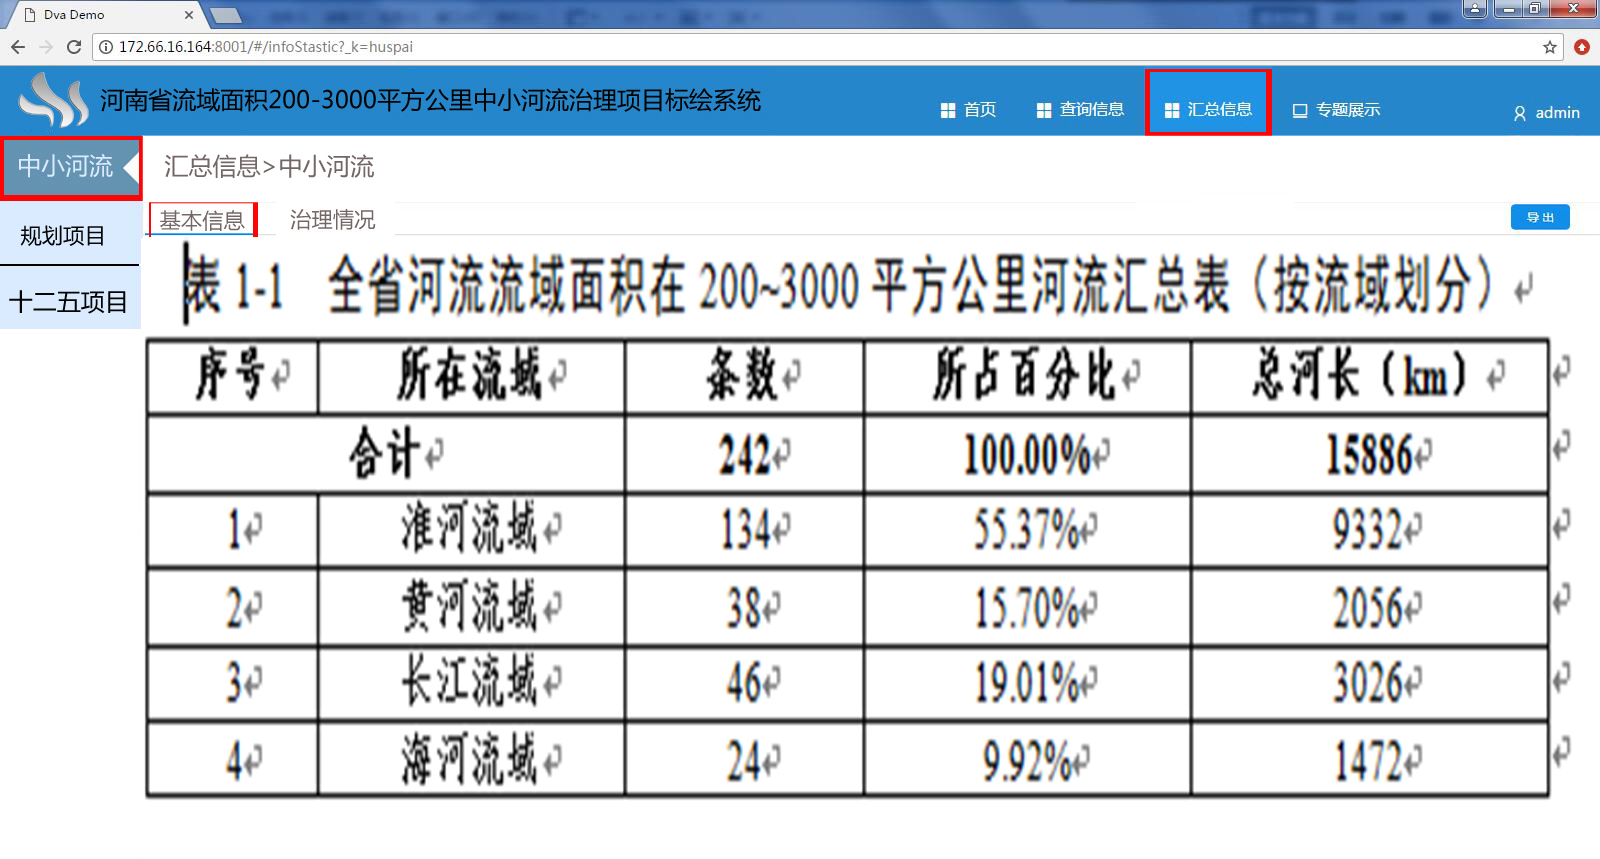 Dva Demo
172.66.16.164:8001/#/infoStastic?_k=huspai
河南省流域面积200-3000平方公里中小河流治理项目标绘系统
首页 查询信息 汇总信息 专题展示 admin
中小河流 汇总信息>中小河流
基本信息 治理情况 导出
规划项目
十二五项目
表 1-1 全省河流流域面积在 200~3000 平方公里河流汇总表（按流域划分）
序号 所在流域 条数 所占百分比 总河长（km）
合计 242 100.00% 15886
1 淮河流域 134 55.37% 9332
2 黄河流域 38 15.70% 2056
3 长江流域 46 19.01% 3026
4 海河流域 24 9.92% 1472